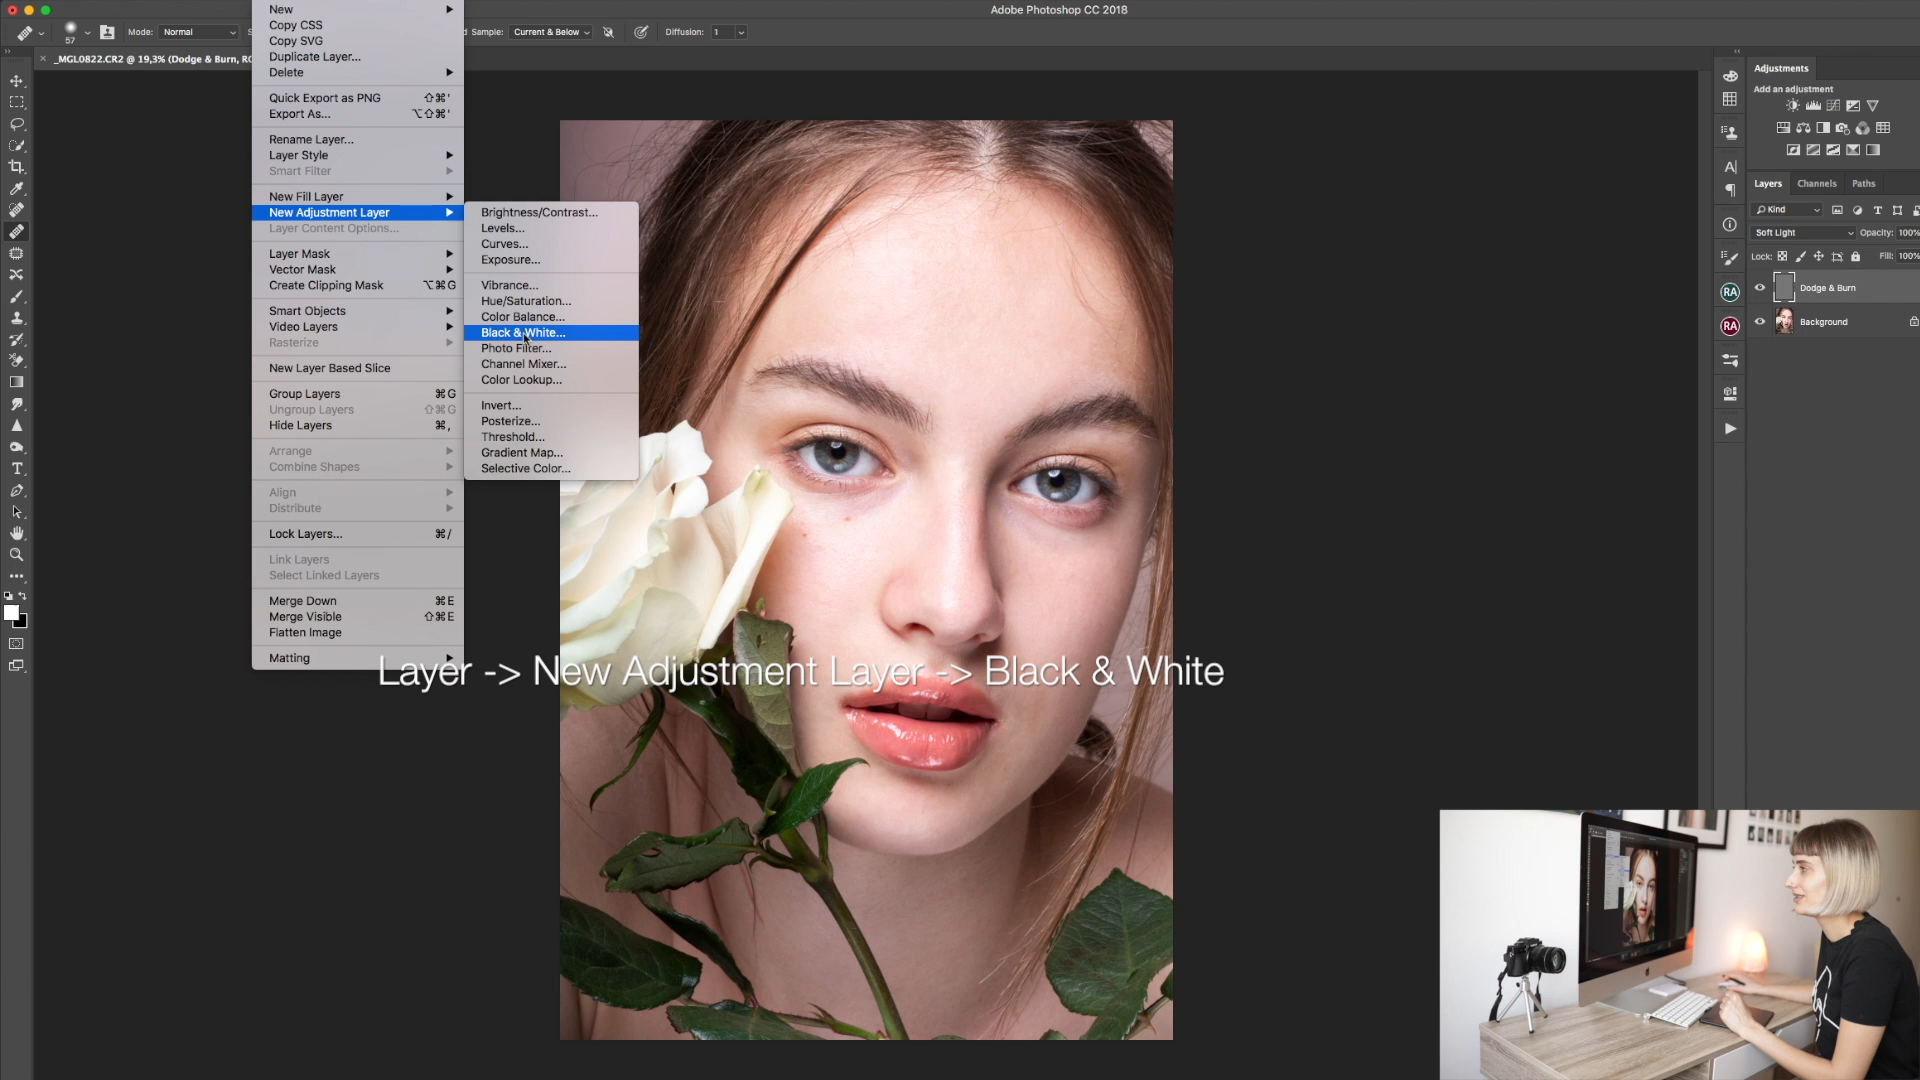 Adobe Photoshop CC 2018
57
Mode:
Normal
Sample:
Current & Below
Diffusion:
1
_MGL0822.CR2 @ 19,3% (Dodge & Burn, RG
New
Copy CSS
Copy SVG
Duplicate Layer...
Delete
Quick Export as PNG ⇧⌘'
Export As... ⌥⇧⌘'
Rename Layer...
Layer Style
Smart Filter
New Fill Layer
New Adjustment Layer
Layer Content Options...
Layer Mask
Vector Mask
Create Clipping Mask ⌥⌘G
Smart Objects
Video Layers
Rasterize
New Layer Based Slice
Group Layers ⌘G
Ungroup Layers ⇧⌘G
Hide Layers ⌘,
Arrange
Combine Shapes
Align
Distribute
Lock Layers... ⌘/
Link Layers
Select Linked Layers
Merge Down ⌘E
Merge Visible ⇧⌘E
Flatten Image
Matting
Brightness/Contrast...
Levels...
Curves...
Exposure...
Vibrance...
Hue/Saturation...
Color Balance...
Black & White...
Photo Filter...
Channel Mixer...
Color Lookup...
Invert...
Posterize...
Threshold...
Gradient Map...
Selective Color...
Layer -> New Adjustment Layer -> Black & White
Adjustments
Add an adjustment
Layers Channels Paths
Kind
Soft Light Opacity: 100%
Lock: Fill: 100%
RA
Dodge & Burn
RA
Background